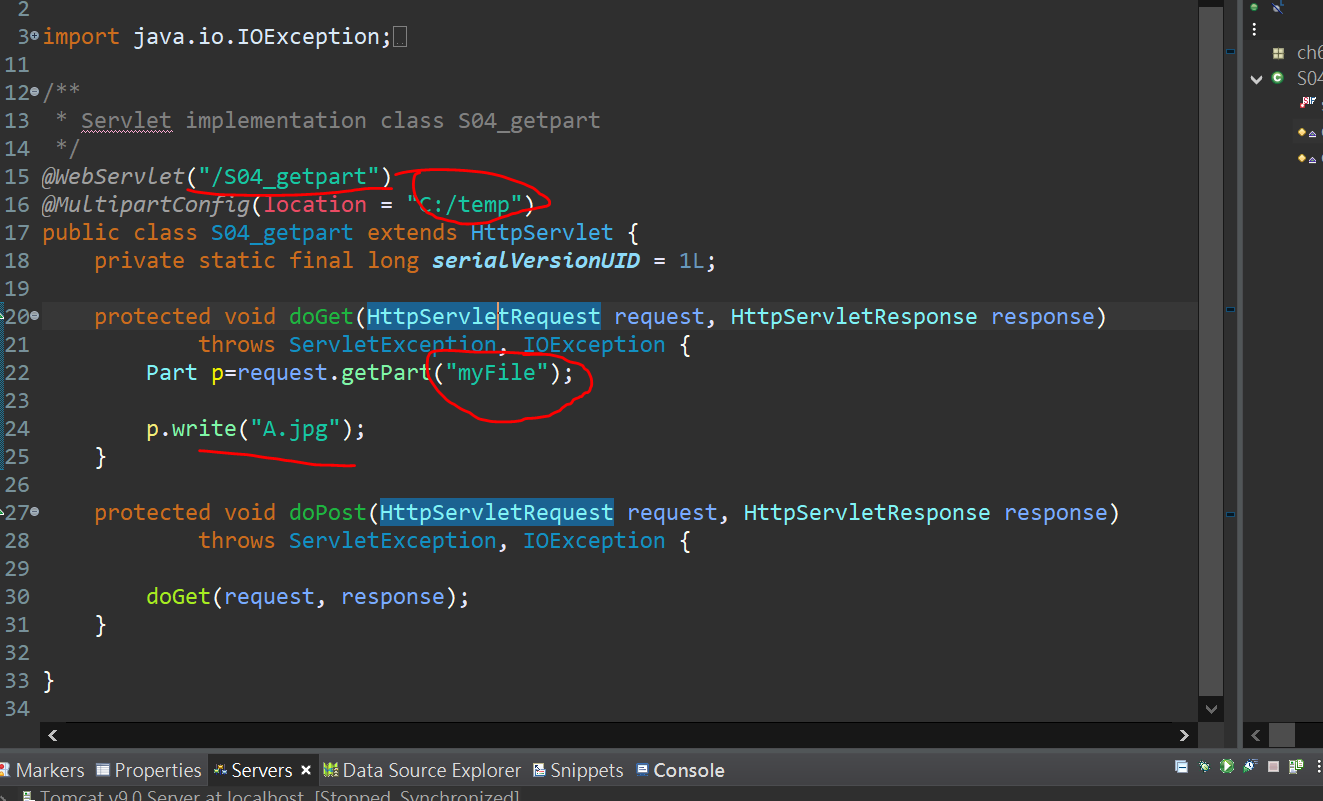 2
3 import java.io.IOException;
11
12 /**
13 * Servlet implementation class S04_getpart
14 */
15 @WebServlet("/S04_getpart")
16 @MultipartConfig(location = "C:/temp")
17 public class S04_getpart extends HttpServlet {
18 private static final long serialVersionUID = 1L;
19
20 protected void doGet(HttpServletRequest request, HttpServletResponse response)
21 throws ServletException, IOException {
22 Part p=request.getPart("myFile");
23
24 p.write("A.jpg");
25 }
26
27 protected void doPost(HttpServletRequest request, HttpServletResponse response)
28 throws ServletException, IOException {
29
30 doGet(request, response);
31 }
32
33 }
34
ch6
S04
Markers Properties Servers × Data Source Explorer Snippets Console
Tomcat v9.0 Server at localhost [Stopped, Synchronized]